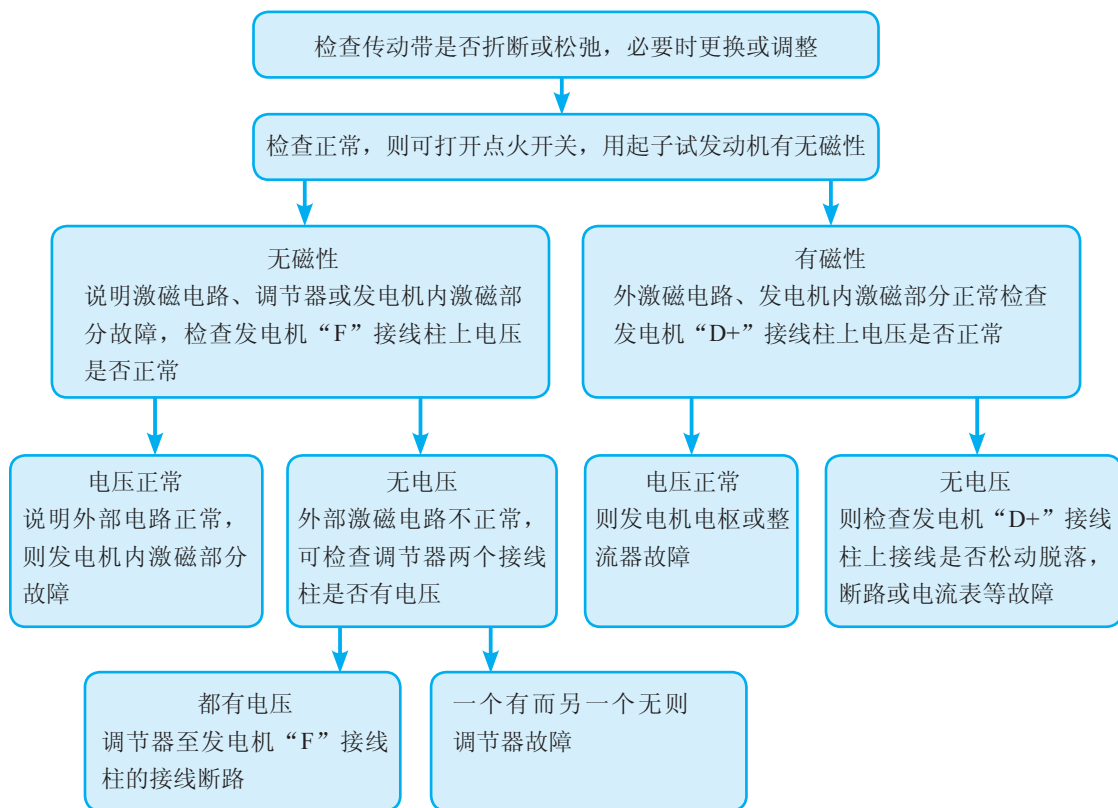 检查传动带是否折断或松弛，必要时更换或调整
检查正常，则可打开点火开关，用起子试发动机有无磁性
无磁性
说明激磁电路、调节器或发电机内激磁部
分故障，检查发电机“F”接线柱上电压
是否正常
有磁性
外激磁电路、发电机内激磁部分正常检查
发电机“D+”接线柱上电压是否正常
电压正常
说明外部电路正常，
则发电机内激磁部分
故障
无电压
外部激磁电路不正常，
可检查调节器两个接线
柱是否有电压
电压正常
则发电机电枢或整
流器故障
无电压
则检查发电机“D+”接线
柱上接线是否松动脱落，
断路或电流表等故障
都有电压
调节器至发电机“F”接线
柱的接线断路
一个有而另一个无则
调节器故障